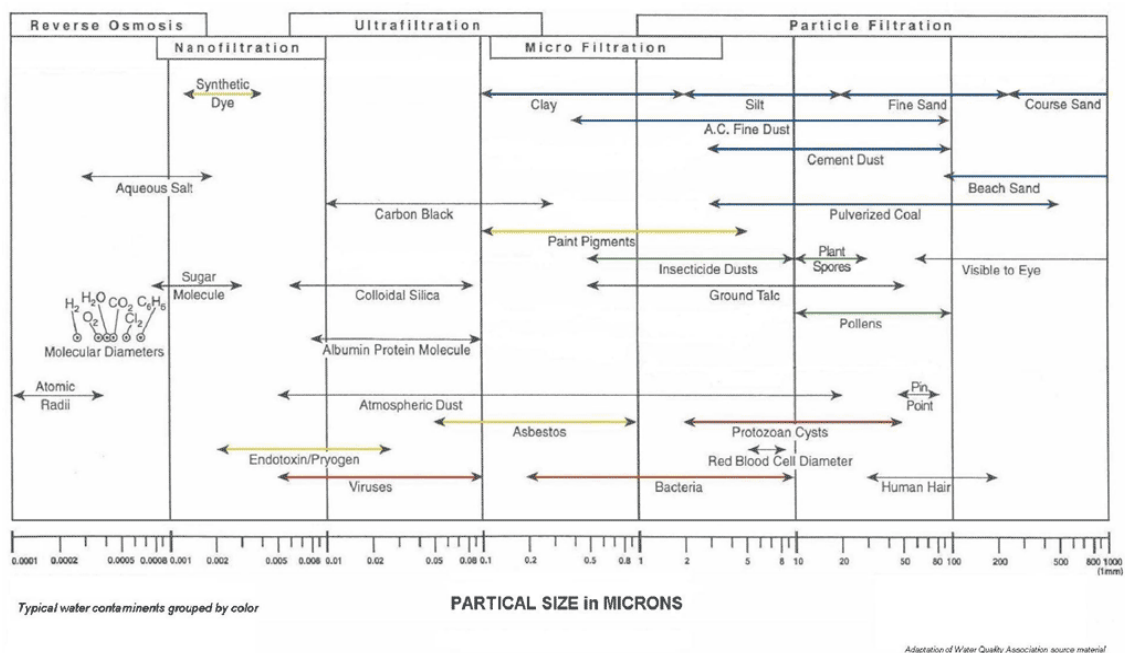 Reverse Osmosis
Ultrafiltration
Particle Filtration
Nanofiltration
Micro Filtration
Synthetic
Dye
Clay
Silt
Fine Sand
Course Sand
A.C. Fine Dust
Cement Dust
Aqueous Salt
Beach Sand
Carbon Black
Pulverized Coal
Paint Pigments
Insecticide Dusts
Plant
Spores
Visible to Eye
Sugar
Molecule
Colloidal Silica
Ground Talc
H2 H2O CO2 C6H6
O2 Cl2
Pollens
Molecular Diameters
Albumin Protein Molecule
Atomic
Radii
Atmospheric Dust
Pin
Point
Asbestos
Protozoan Cysts
Endotoxin/Pryogen
Red Blood Cell Diameter
Viruses
Bacteria
Human Hair
0.0001 0.0002 0.0005 0.0008 0.001 0.002 0.005 0.008 0.01 0.02 0.05 0.08 0.1 0.2 0.5 0.8 1 2 5 8 10 20 50 80 100 200 500 800 1000
(1mm)
Typical water contaminents grouped by color
PARTICAL SIZE in MICRONS
Adaptation of Water Quality Association source material